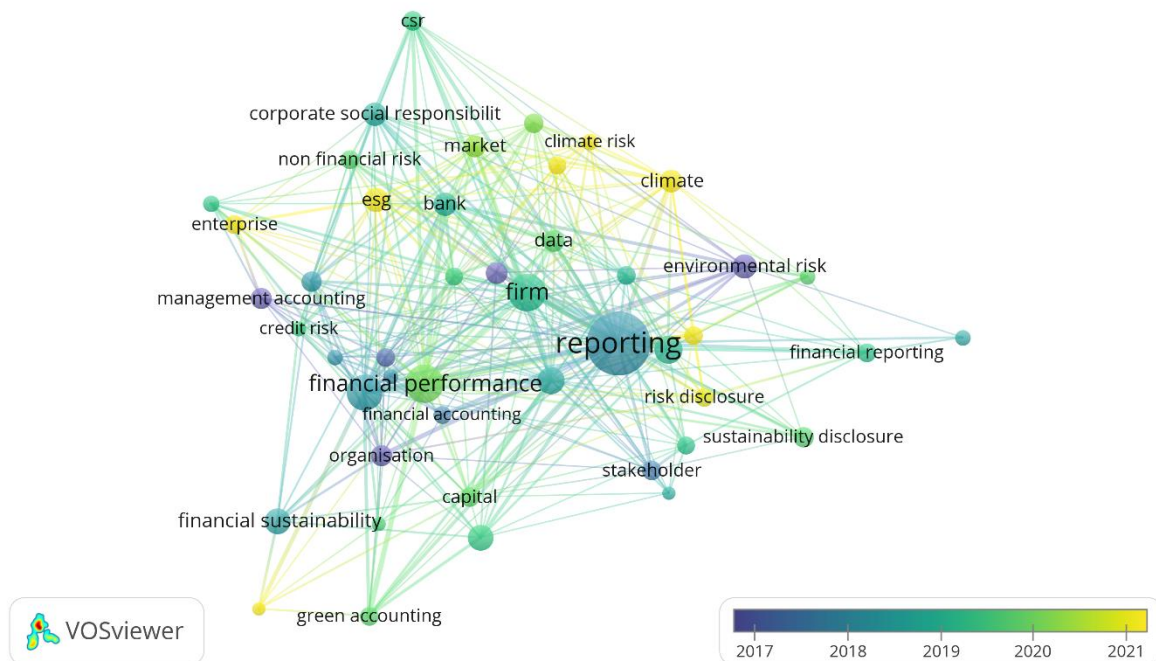 csr
corporate social responsibilit
market
climate risk
non financial risk
climate
esg
bank
enterprise
data
environmental risk
management accounting
firm
credit risk
reporting
financial reporting
financial performance
risk disclosure
financial accounting
sustainability disclosure
organisation
stakeholder
capital
financial sustainability
green accounting
VOSviewer
2017 2018 2019 2020 2021